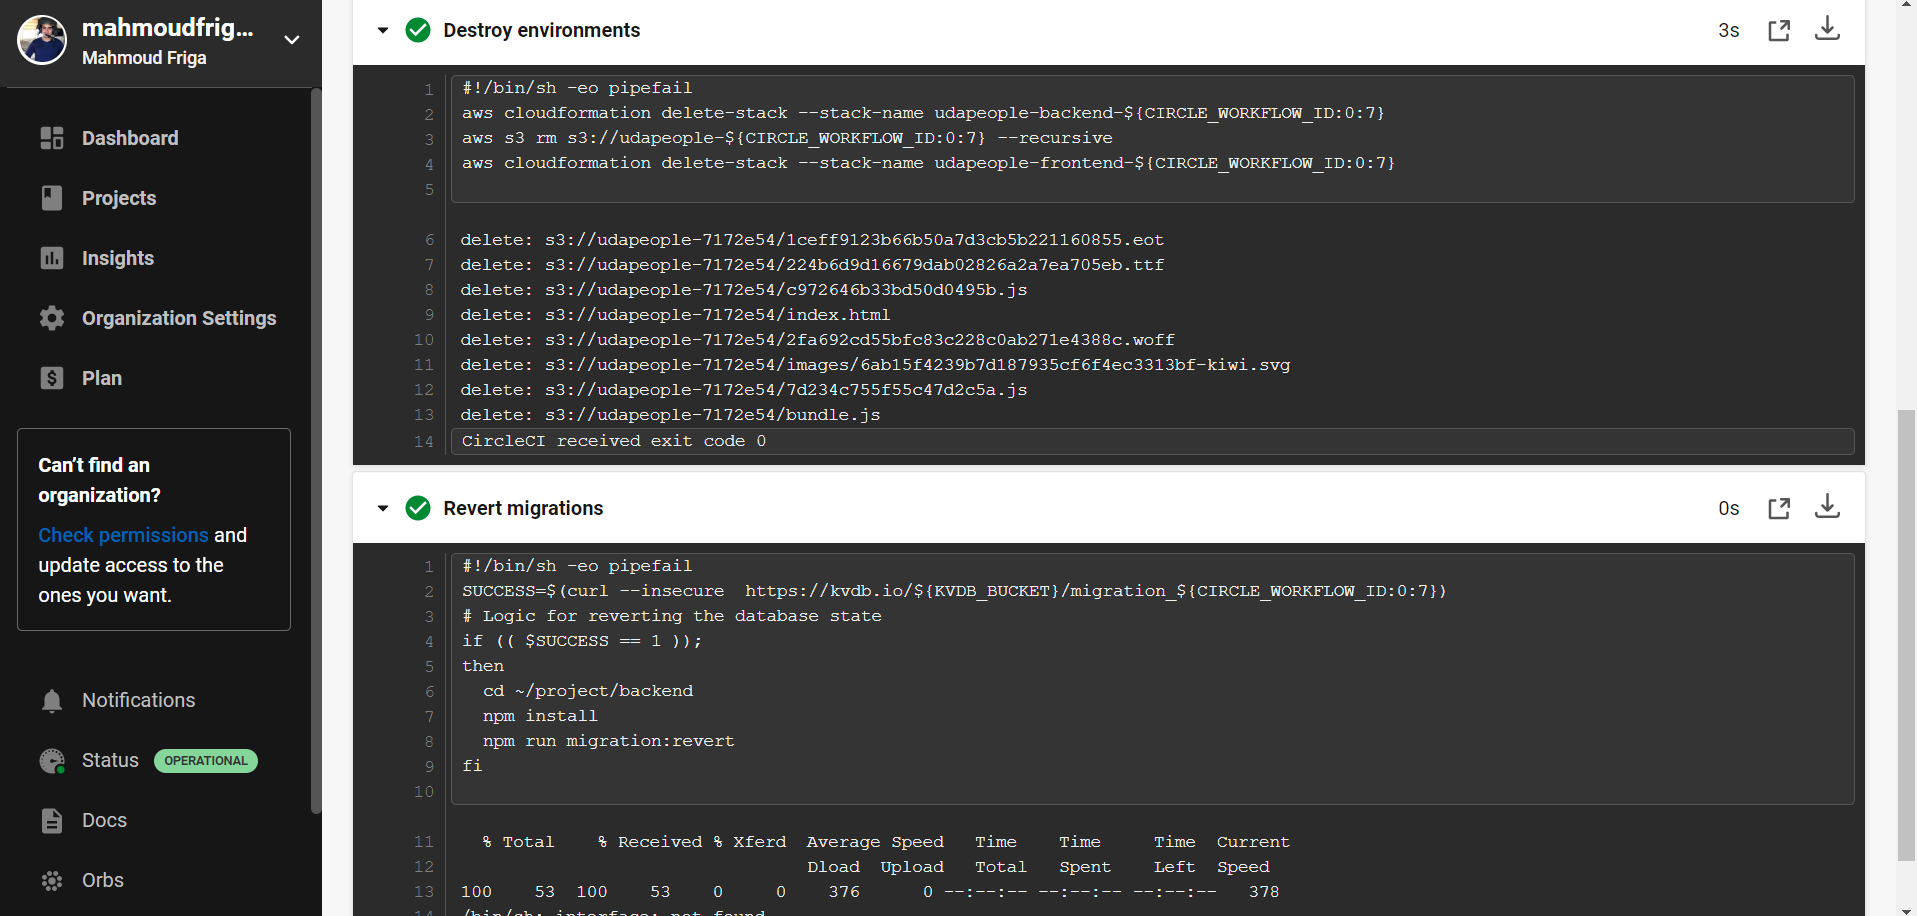 mahmoudfrig...
Mahmoud Friga
Dashboard
Projects
Insights
Organization Settings
Plan
Can't find an
organization?
Check permissions and
update access to the
ones you want.
Notifications
Status OPERATIONAL
Docs
Orbs
Destroy environments 3s
1 #!/bin/sh -eo pipefail
2 aws cloudformation delete-stack --stack-name udapeople-backend-${CIRCLE_WORKFLOW_ID:0:7}
3 aws s3 rm s3://udapeople-${CIRCLE_WORKFLOW_ID:0:7} --recursive
4 aws cloudformation delete-stack --stack-name udapeople-frontend-${CIRCLE_WORKFLOW_ID:0:7}
5
6 delete: s3://udapeople-7172e54/1ceff9123b66b50a7d3cb5b221160855.eot
7 delete: s3://udapeople-7172e54/224b6d9d16679dab02826a2a7ea705eb.ttf
8 delete: s3://udapeople-7172e54/c972646b33bd50d0495b.js
9 delete: s3://udapeople-7172e54/index.html
10 delete: s3://udapeople-7172e54/2fa692cd55bfc83c228c0ab271e4388c.woff
11 delete: s3://udapeople-7172e54/images/6ab15f4239b7d187935cf6f4ec3313bf-kiwi.svg
12 delete: s3://udapeople-7172e54/7d234c755f55c47d2c5a.js
13 delete: s3://udapeople-7172e54/bundle.js
14 CircleCI received exit code 0
Revert migrations 0s
1 #!/bin/sh -eo pipefail
2 SUCCESS=$(curl --insecure  https://kvdb.io/${KVDB_BUCKET}/migration_${CIRCLE_WORKFLOW_ID:0:7})
3 # Logic for reverting the database state
4 if (( $SUCCESS == 1 ));
5 then
6 cd ~/project/backend
7 npm install
8 npm run migration:revert
9 fi
10
11 % Total % Received % Xferd Average Speed Time Time Time Current
12 Dload Upload Total Spent Left Speed
13 100 53 100 53 0 0 376 0 --:--:-- --:--:-- --:--:-- 378
14 /bin/sh: interface: not found